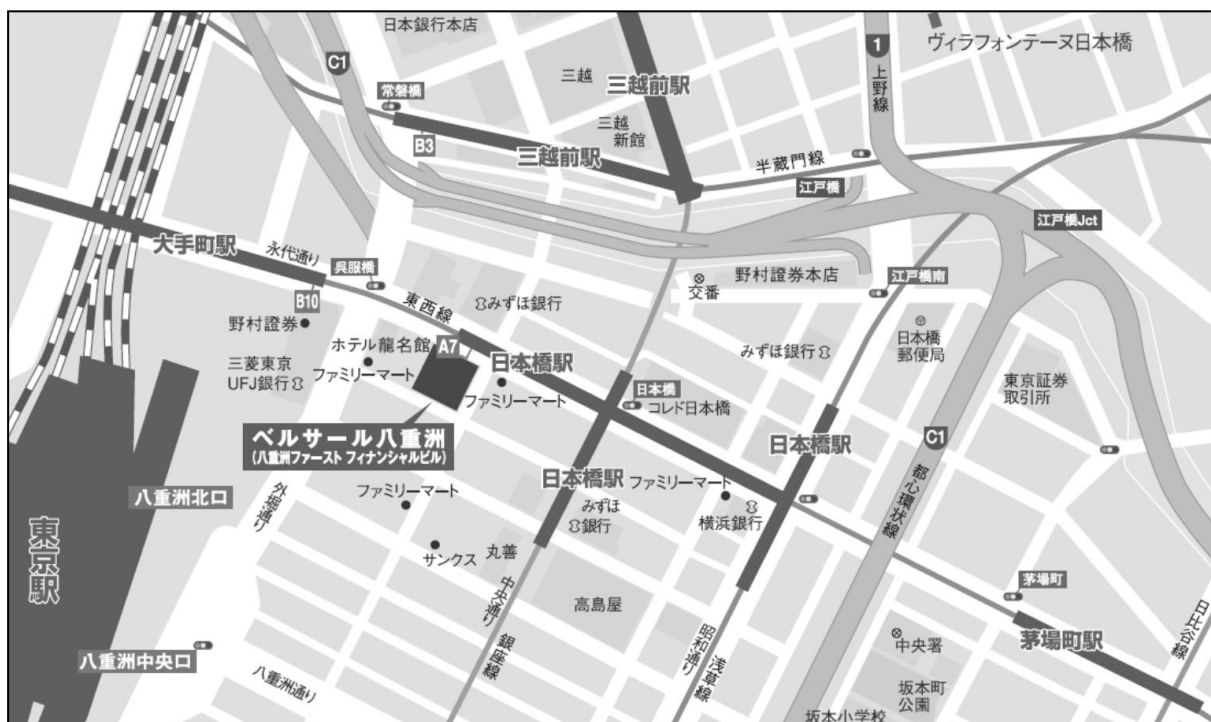 日本銀行本店
C1
三越
三越前駅
1
上野線
ヴィラフォンテーヌ日本橋
常磐橋
B3
三越
新館
三越前駅
半蔵門線
江戸橋
江戸橋Jct
大手町駅
永代通り
呉服橋
B10
東西線
みずほ銀行
交番
野村證券本店
江戸橋南
野村證券
ホテル龍名館
A7
日本橋駅
みずほ銀行
日本橋
郵便局
三菱東京
UFJ銀行
ファミリーマート
ファミリーマート
日本橋
コレド日本橋
東京証券
取引所
ベルサール八重洲
(八重洲ファースト フィナンシャルビル)
日本橋駅
C1
都心環状線
八重洲北口
外堀通り
ファミリーマート
日本橋駅
ファミリーマート
みずほ
銀行
横浜銀行
東京駅
サンクス
丸善
中央通り
銀座線
高島屋
昭和通り
浅草線
茅場町
茅場町駅
日比谷線
八重洲中央口
八重洲通り
中央署
坂本町
公園
坂本小学校